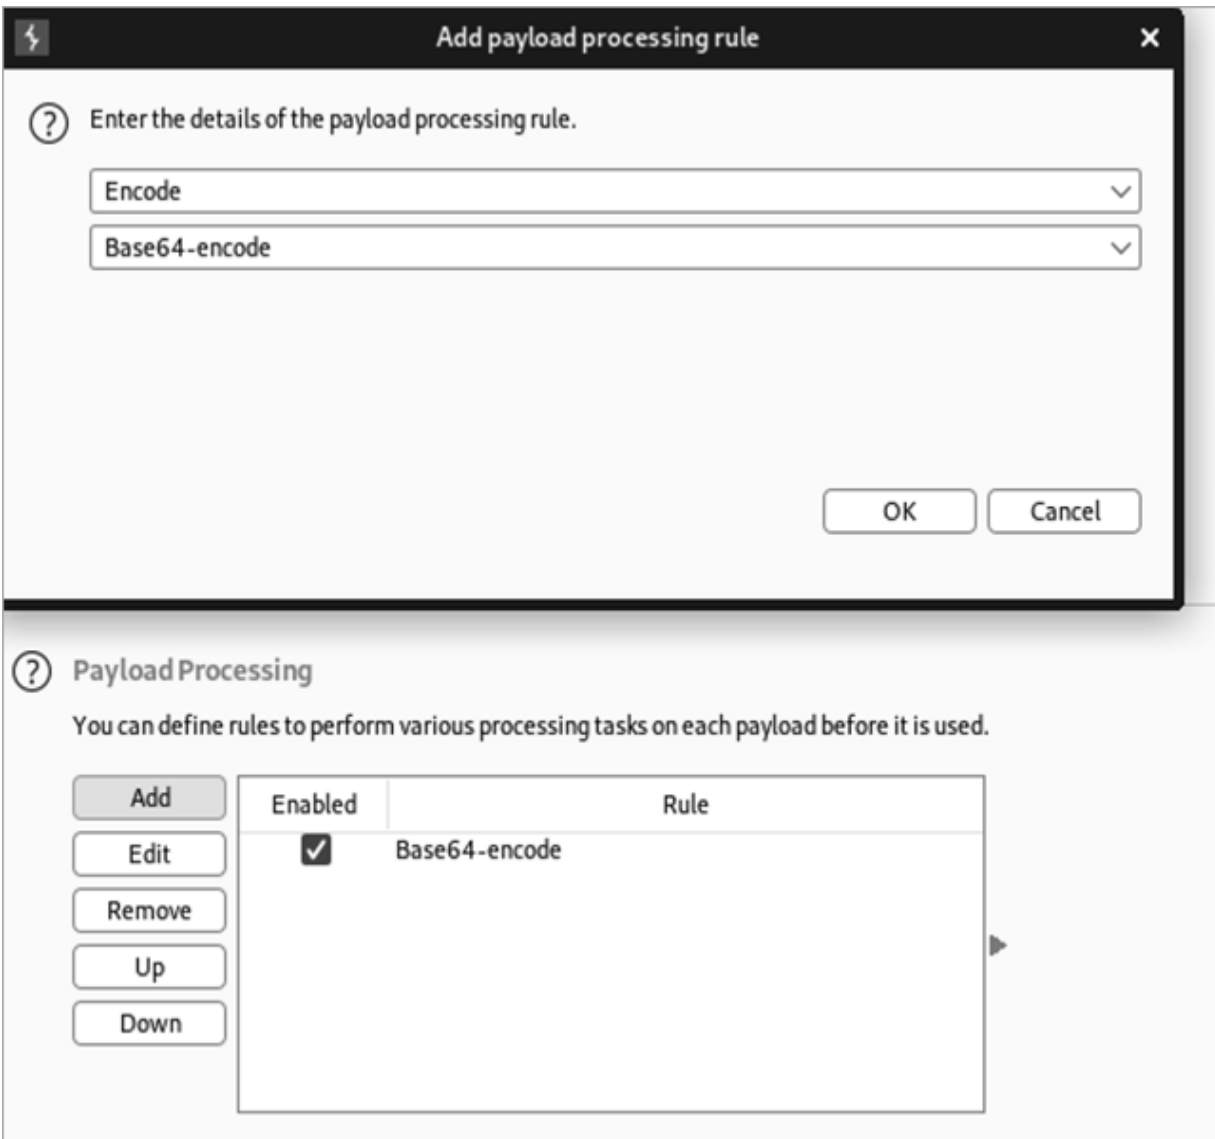 Add payload processing rule
Enter the details of the payload processing rule.
Encode
Base64-encode
OK Cancel
Payload Processing
You can define rules to perform various processing tasks on each payload before it is used.
Add
Edit
Remove
Up
Down
Enabled Rule
Base64-encode